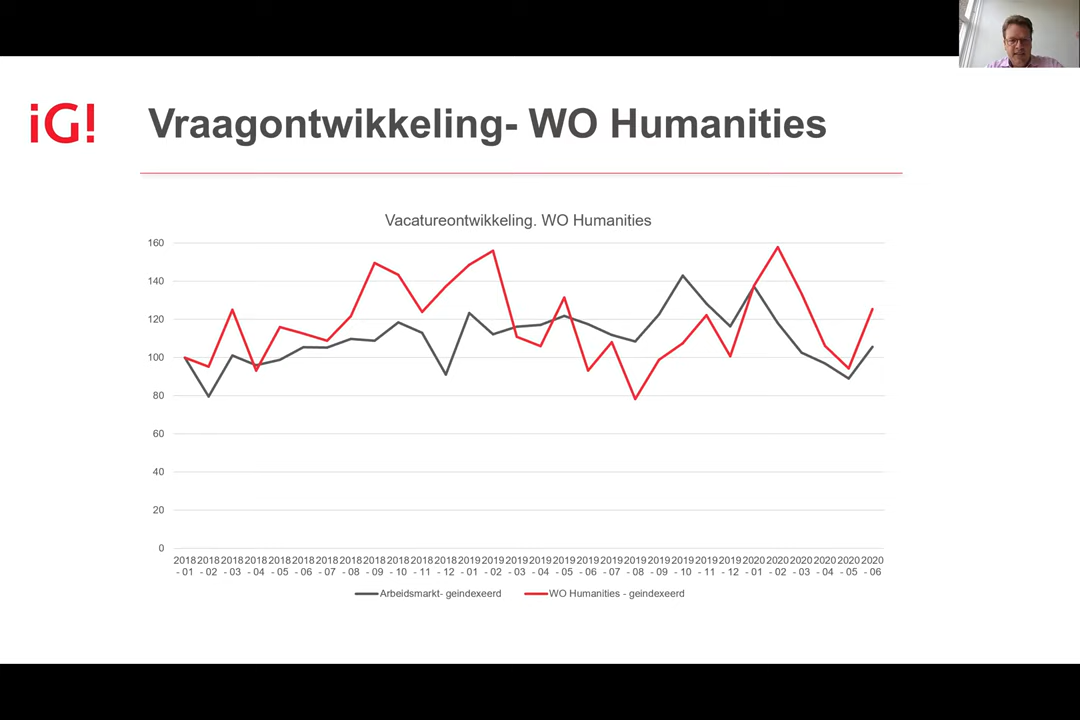 iG!
Vraagontwikkeling- WO Humanities
Vacatureontwikkeling. WO Humanities
160
140
120
100
80
60
40
20
0
2018 2018 2018 2018 2018 2018 2018 2018 2018 2018 2018 2018 2019 2019 2019 2019 2019 2019 2019 2019 2019 2019 2019 2019 2020 2020 2020 2020 2020 2020
- 01 - 02 - 03 - 04 - 05 - 06 - 07 - 08 - 09 - 10 - 11 - 12 - 01 - 02 - 03 - 04 - 05 - 06 - 07 - 08 - 09 - 10 - 11 - 12 - 01 - 02 - 03 - 04 - 05 - 06
Arbeidsmarkt- geindexeerd WO Humanities - geindexeerd